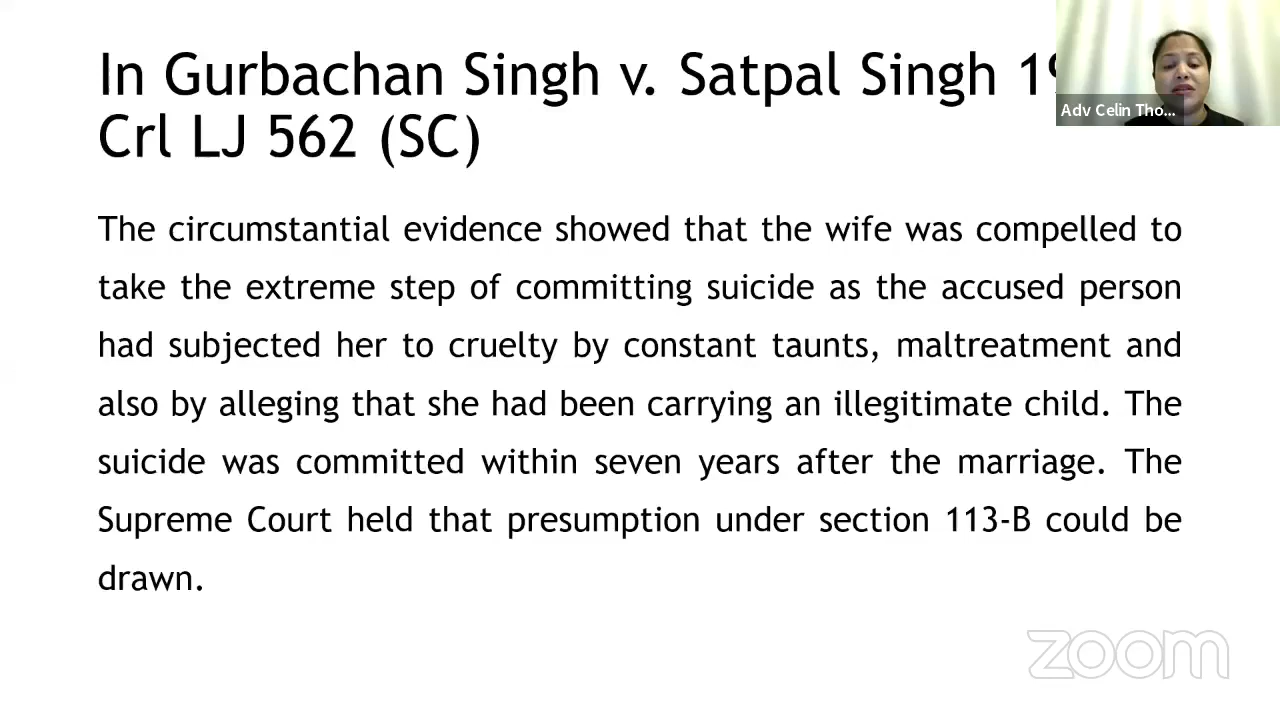 In Gurbachan Singh v. Satpal Singh
Crl LJ 562 (SC)
Adv Celin Tho...
The circumstantial evidence showed that the wife was compelled to
take the extreme step of committing suicide as the accused person
had subjected her to cruelty by constant taunts, maltreatment and
also by alleging that she had been carrying an illegitimate child. The
suicide was committed within seven years after the marriage. The
Supreme Court held that presumption under section 113-B could be
drawn.
zoom